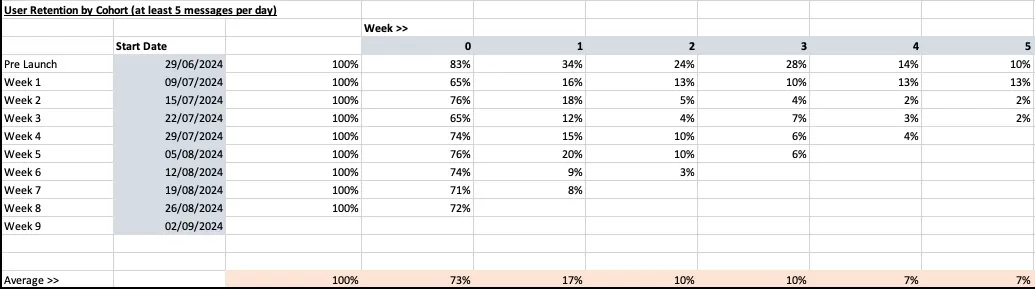 User Retention by Cohort (at least 5 messages per day)
Week >>
Start Date 0 1 2 3 4 5
Pre Launch 29/06/2024 100% 83% 34% 24% 28% 14% 10%
Week 1 09/07/2024 100% 65% 16% 13% 10% 13% 13%
Week 2 15/07/2024 100% 76% 18% 5% 4% 2% 2%
Week 3 22/07/2024 100% 65% 12% 4% 7% 3% 2%
Week 4 29/07/2024 100% 74% 15% 10% 6% 4%
Week 5 05/08/2024 100% 76% 20% 10% 6%
Week 6 12/08/2024 100% 74% 9% 3%
Week 7 19/08/2024 100% 71% 8%
Week 8 26/08/2024 100% 72%
Week 9 02/09/2024
Average >> 100% 73% 17% 10% 10% 7% 7%